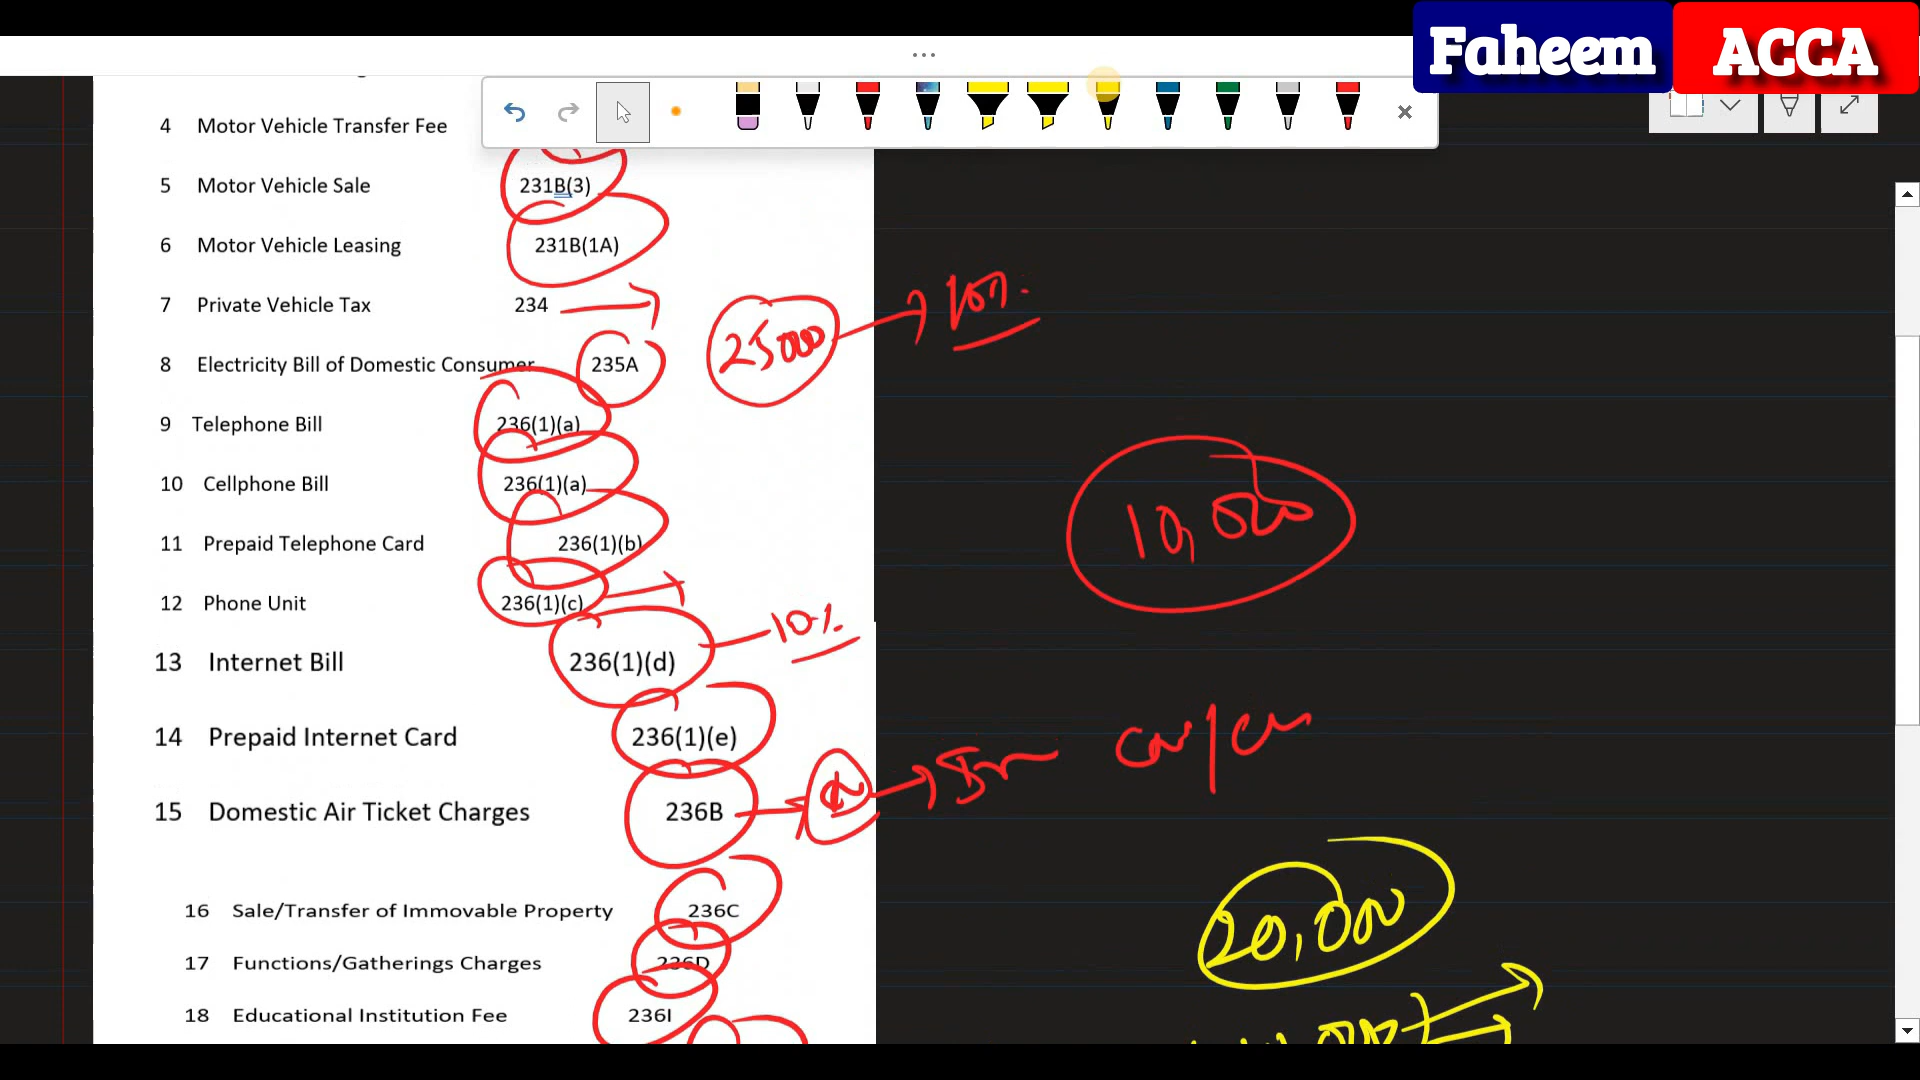 Faheem ACCA
4 Motor Vehicle Transfer Fee
5 Motor Vehicle Sale 231B(3)
6 Motor Vehicle Leasing 231B(1A)
7 Private Vehicle Tax 234
10%
25000
8 Electricity Bill of Domestic Consumer 235A
9 Telephone Bill 236(1)(a)
10 Cellphone Bill 236(1)(a)
10,000
11 Prepaid Telephone Card 236(1)(b)
12 Phone Unit 236(1)(c)
10%
13 Internet Bill 236(1)(d)
14 Prepaid Internet Card 236(1)(e)
15 Domestic Air Ticket Charges 236B
16 Sale/Transfer of Immovable Property 236C
20,000
17 Functions/Gatherings Charges 236D
18 Educational Institution Fee 236I